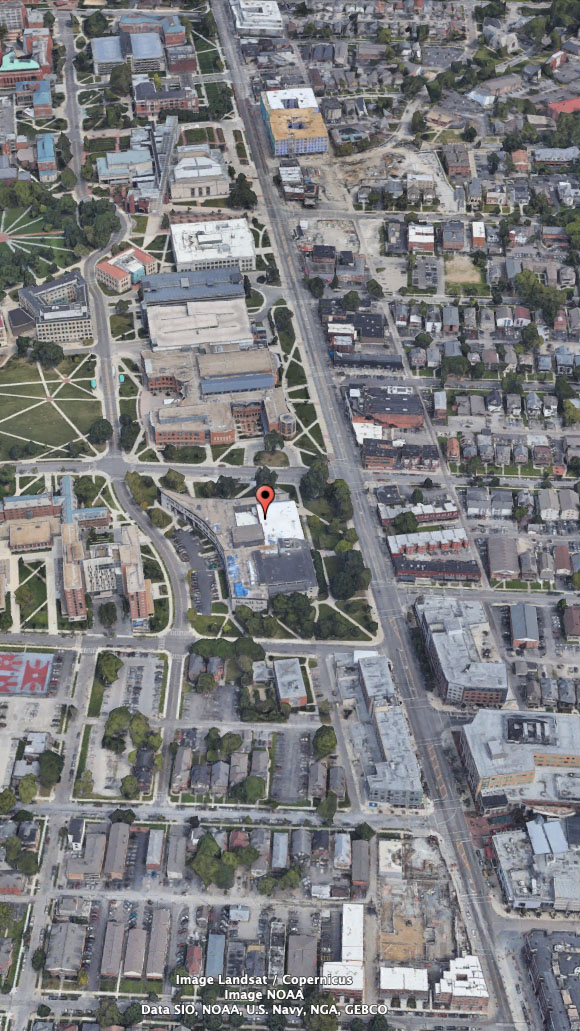 Image Landsat / Copernicus
Image NOAA
Data SIO, NOAA, U.S. Navy, NGA, GEBCO